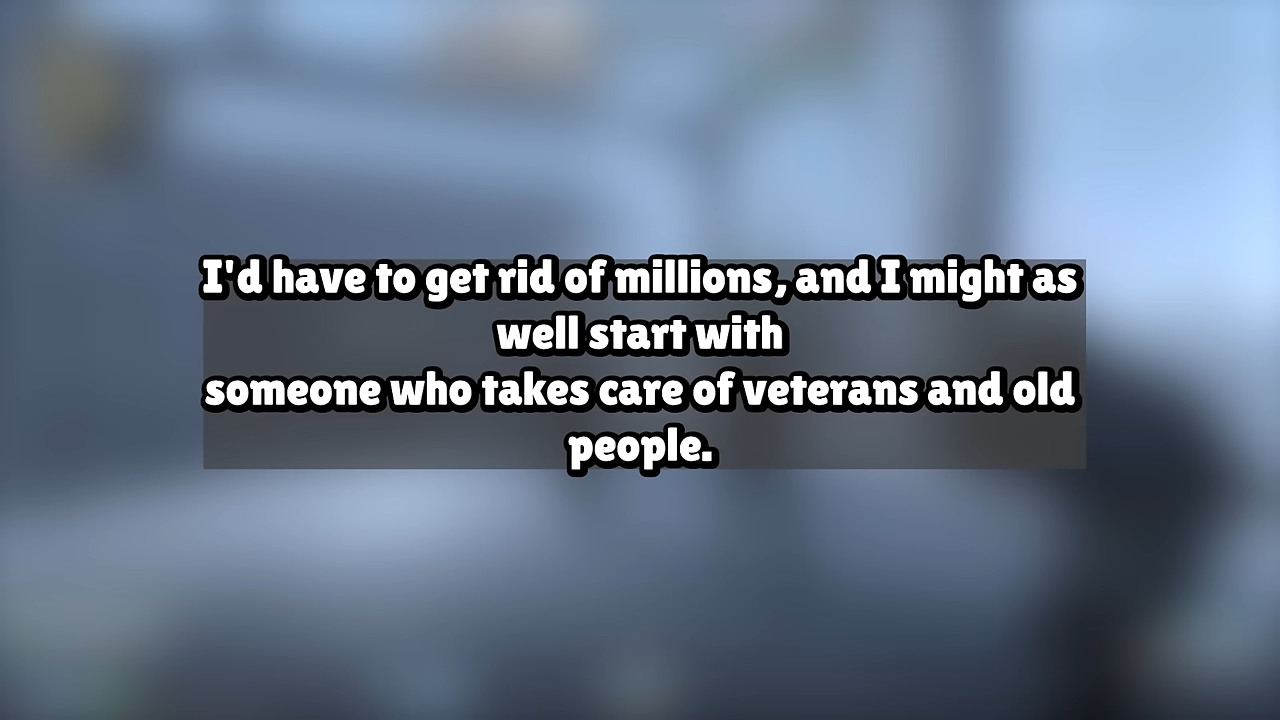 I'd have to get rid of millions, and I might as
well start with
someone who takes care of veterans and old
people.